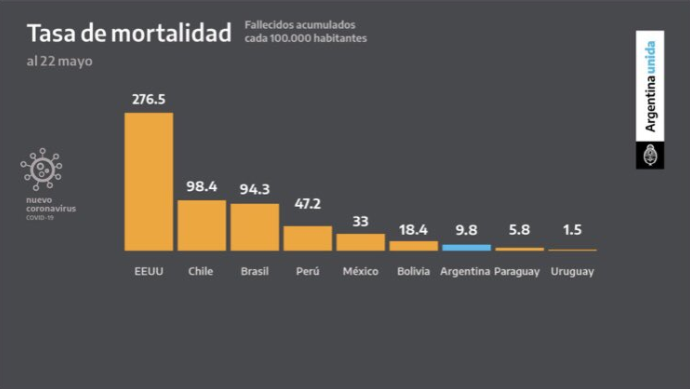 Tasa de mortalidad
Fallecidos acumulados
cada 100.000 habitantes
al 22 mayo
Argentina unida
nuevo
coronavirus
COVID-19
276.5
98.4
94.3
47.2
33
18.4
9.8
5.8
1.5
EEUU
Chile
Brasil
Perú
México
Bolivia
Argentina
Paraguay
Uruguay